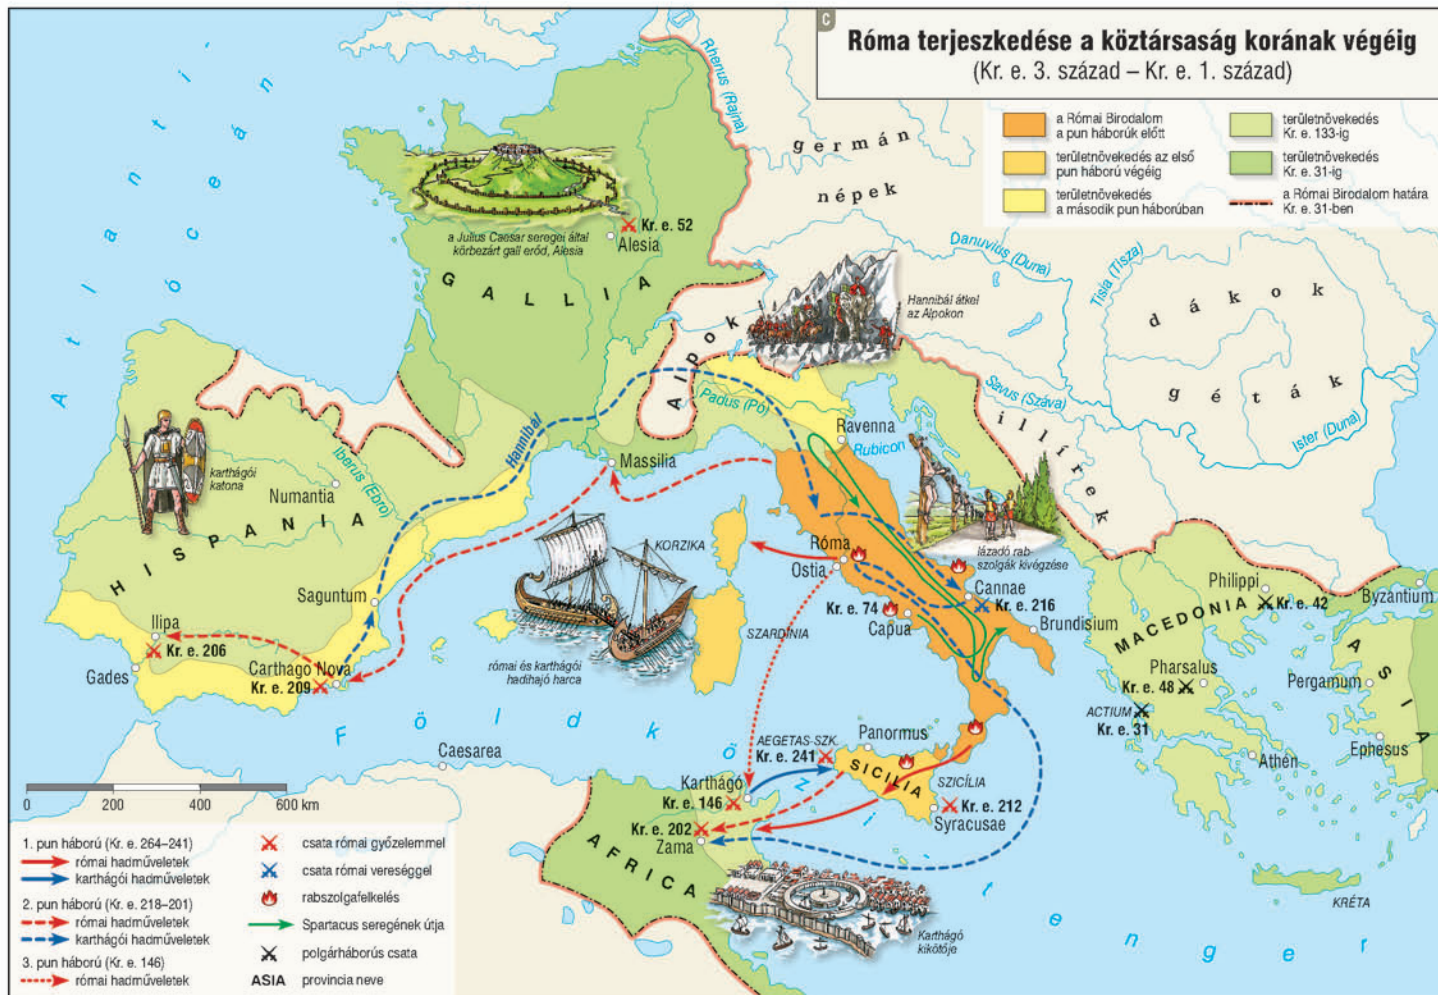 C
Róma terjeszkedése a köztársaság korának végéig
(Kr. e. 3. század – Kr. e. 1. század)
a Római Birodalom
a pun háborúk előtt
területnövekedés az első
pun háború végéig
területnövekedés
a második pun háborúban
területnövekedés
Kr. e. 133-ig
területnövekedés
Kr. e. 31-ig
a Római Birodalom határa
Kr. e. 31-ben
Atlanti
óceán
Rhenus (Rajna)
germán
népek
Kr. e. 52
Alesia
a Julius Caesar seregei által
körbezárt gall erőd, Alesia
GALLIA
Danuvius (Duna)
Tisia (Tisza)
dákok
géták
Hannibál átkel
az Alpokon
Alpok
Savus (Száva)
Ister (Duna)
illírek
Padus (Pó)
Ravenna
Rubicon
Hannibál
Massilia
karthágói
katona
Iberus (Ebro)
Numantia
HISPANIA
KORZIKA
Róma
Ostia
lázadó rab-
szolgák kivégzése
Cannae
Kr. e. 216
Kr. e. 74
Capua
Brundisium
Philippi
Kr. e. 42
Byzantium
MACEDONIA
Saguntum
SZARDÍNIA
Ilipa
Kr. e. 206
Carthago Nova
Kr. e. 209
Gades
római és karthágói
hadihajó harca
Pharsalus
Kr. e. 48
Pergamum
ASIA
ACTIUM
Kr. e. 31
Athén
Ephesus
Földközi tenger
Caesarea
AEGETAS-SZK.
Kr. e. 241
Panormus
SICILIA
SZICÍLIA
Kr. e. 212
Syracusae
Karthágó
Kr. e. 146
Kr. e. 202
Zama
AFRICA
Karthágó
kikötője
KRÉTA
0 200 400 600 km
1. pun háború (Kr. e. 264–241)
római hadműveletek
karthágói hadműveletek
2. pun háború (Kr. e. 218–201)
római hadműveletek
karthágói hadműveletek
3. pun háború (Kr. e. 146)
római hadműveletek
csata római győzelemmel
csata római vereséggel
rabszolgafelkelés
Spartacus seregének útja
polgárháborús csata
ASIA provincia neve